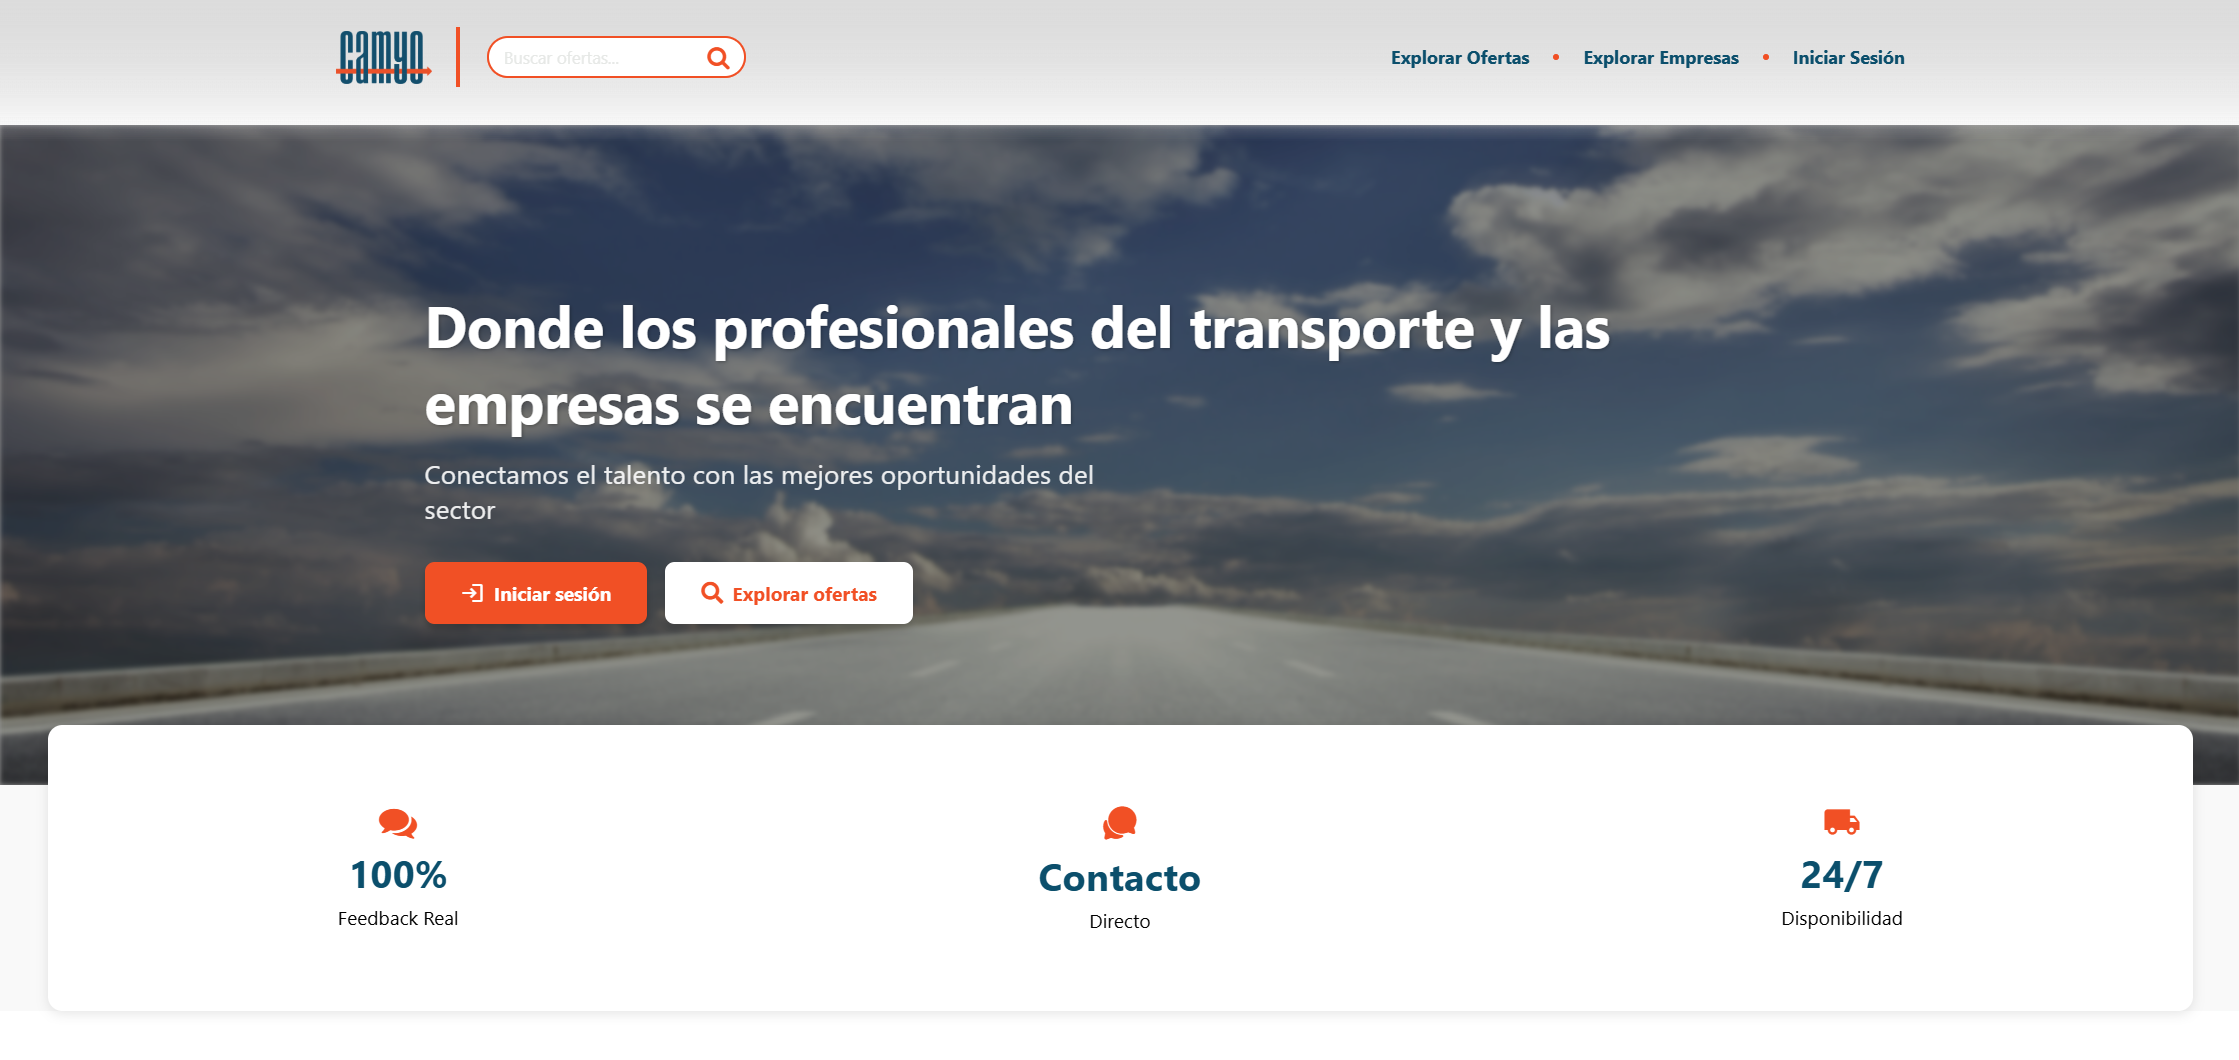 camyo
Buscar ofertas...
Explorar Ofertas • Explorar Empresas • Iniciar Sesión
Donde los profesionales del transporte y las
empresas se encuentran
Conectamos el talento con las mejores oportunidades del
sector
Iniciar sesión
Explorar ofertas
100%
Feedback Real
Contacto
Directo
24/7
Disponibilidad